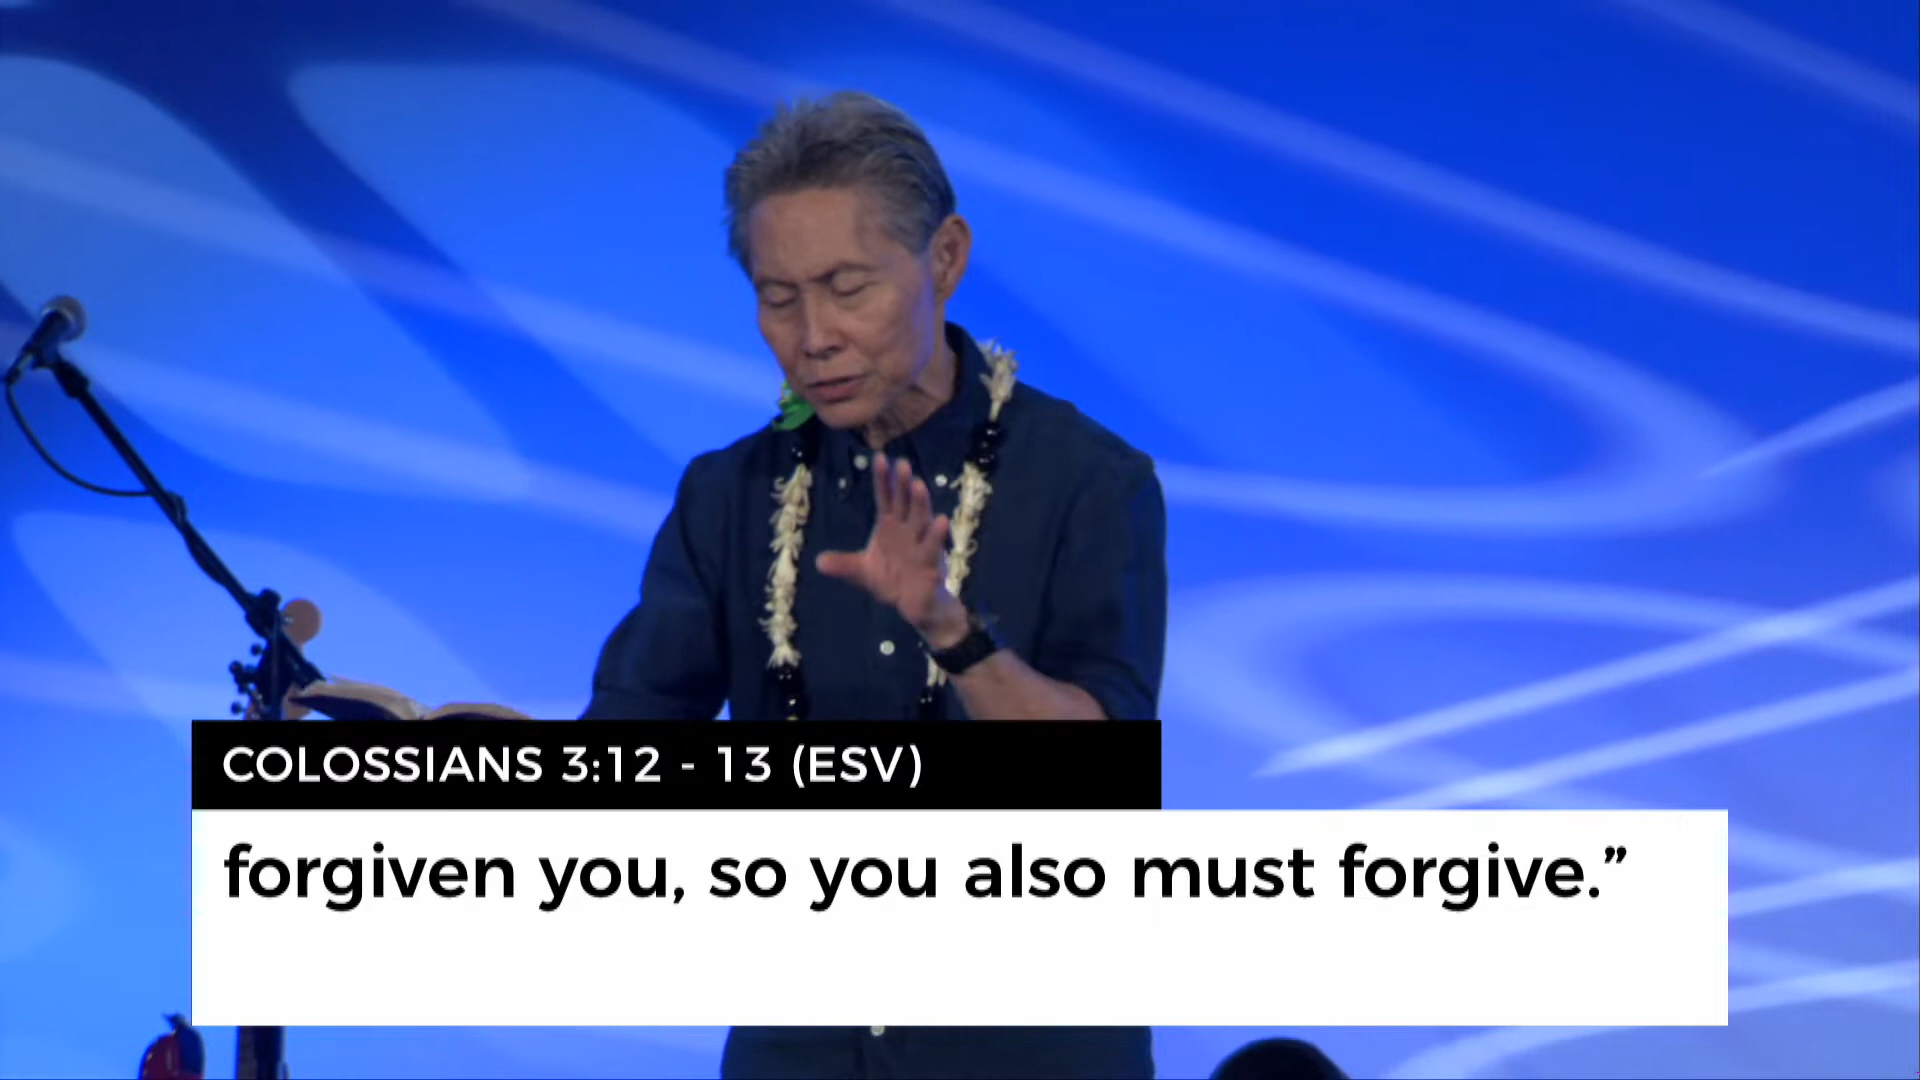 COLOSSIANS 3:12 - 13 (ESV)
forgiven you, so you also must forgive.”